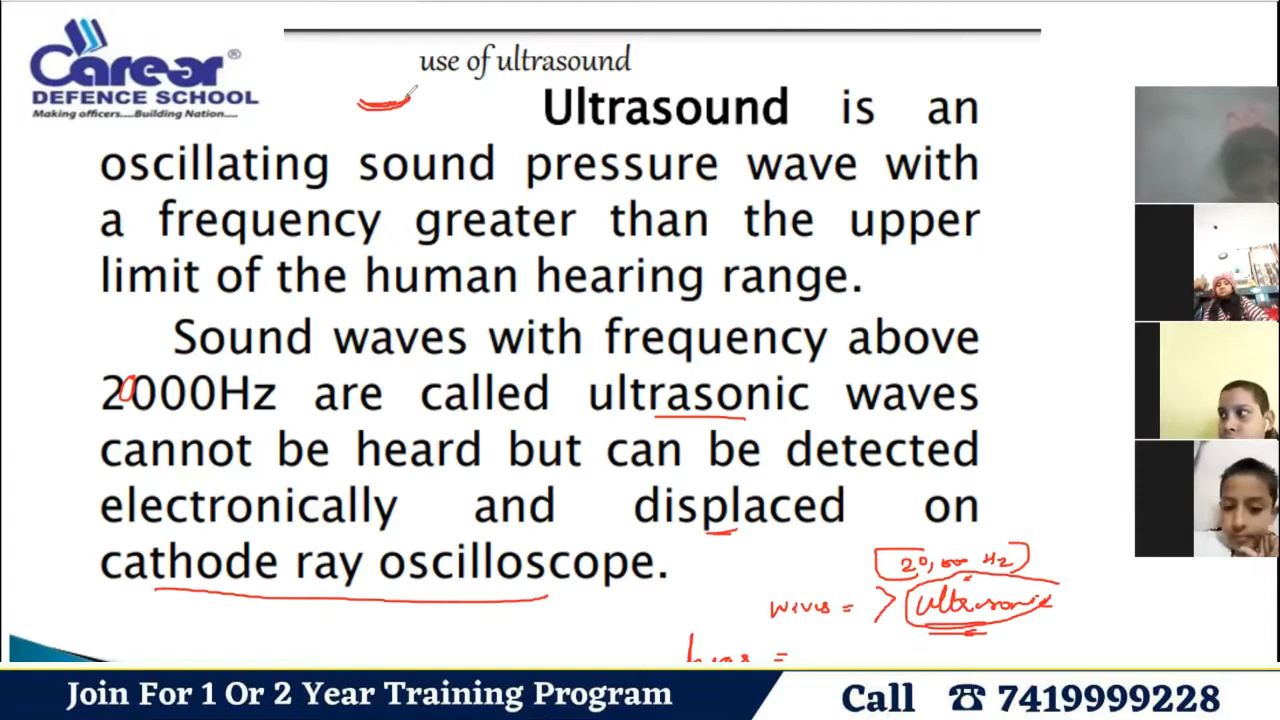 Carear®
DEFENCE SCHOOL
Making officers....Building Nation....
use of ultrasound
Ultrasound is an
oscillating sound pressure wave with
a frequency greater than the upper
limit of the human hearing range.
Sound waves with frequency above
20000Hz are called ultrasonic waves
cannot be heard but can be detected
electronically and displaced on
cathode ray oscilloscope.
20,000 Hz
waves = > ultrasonic
Join For 1 Or 2 Year Training Program
Call ☎ 7419999228